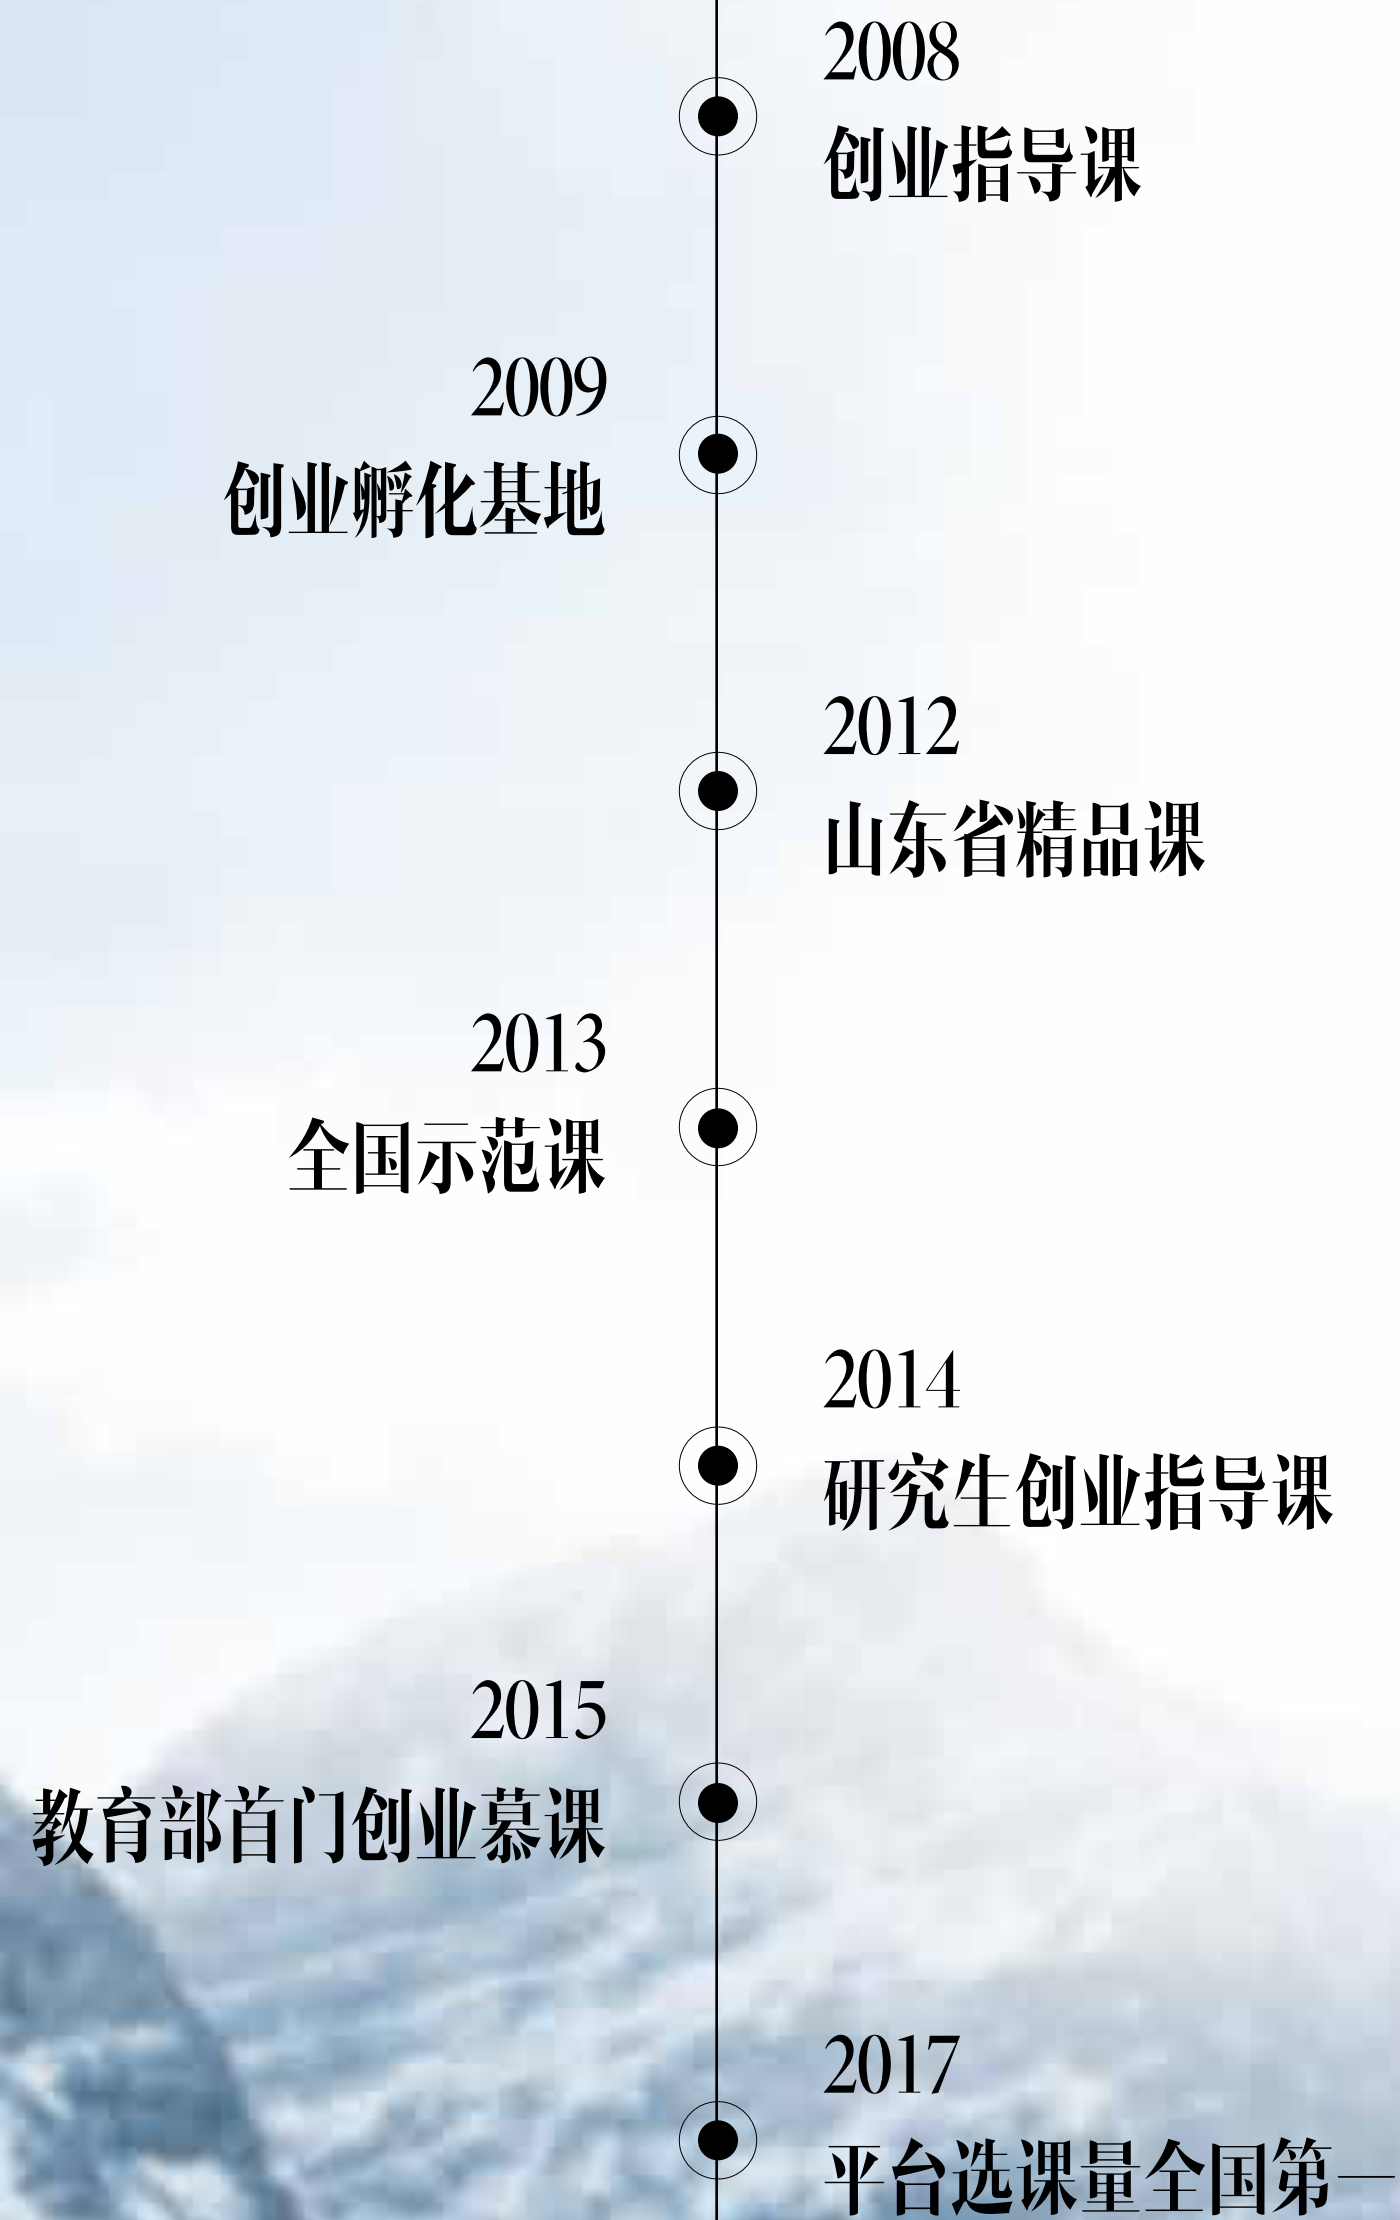 2008
创业指导课
2009
创业孵化基地
2012
山东省精品课
2013
全国示范课
2014
研究生创业指导课
2015
教育部首门创业慕课
2017
平台选课量全国第一